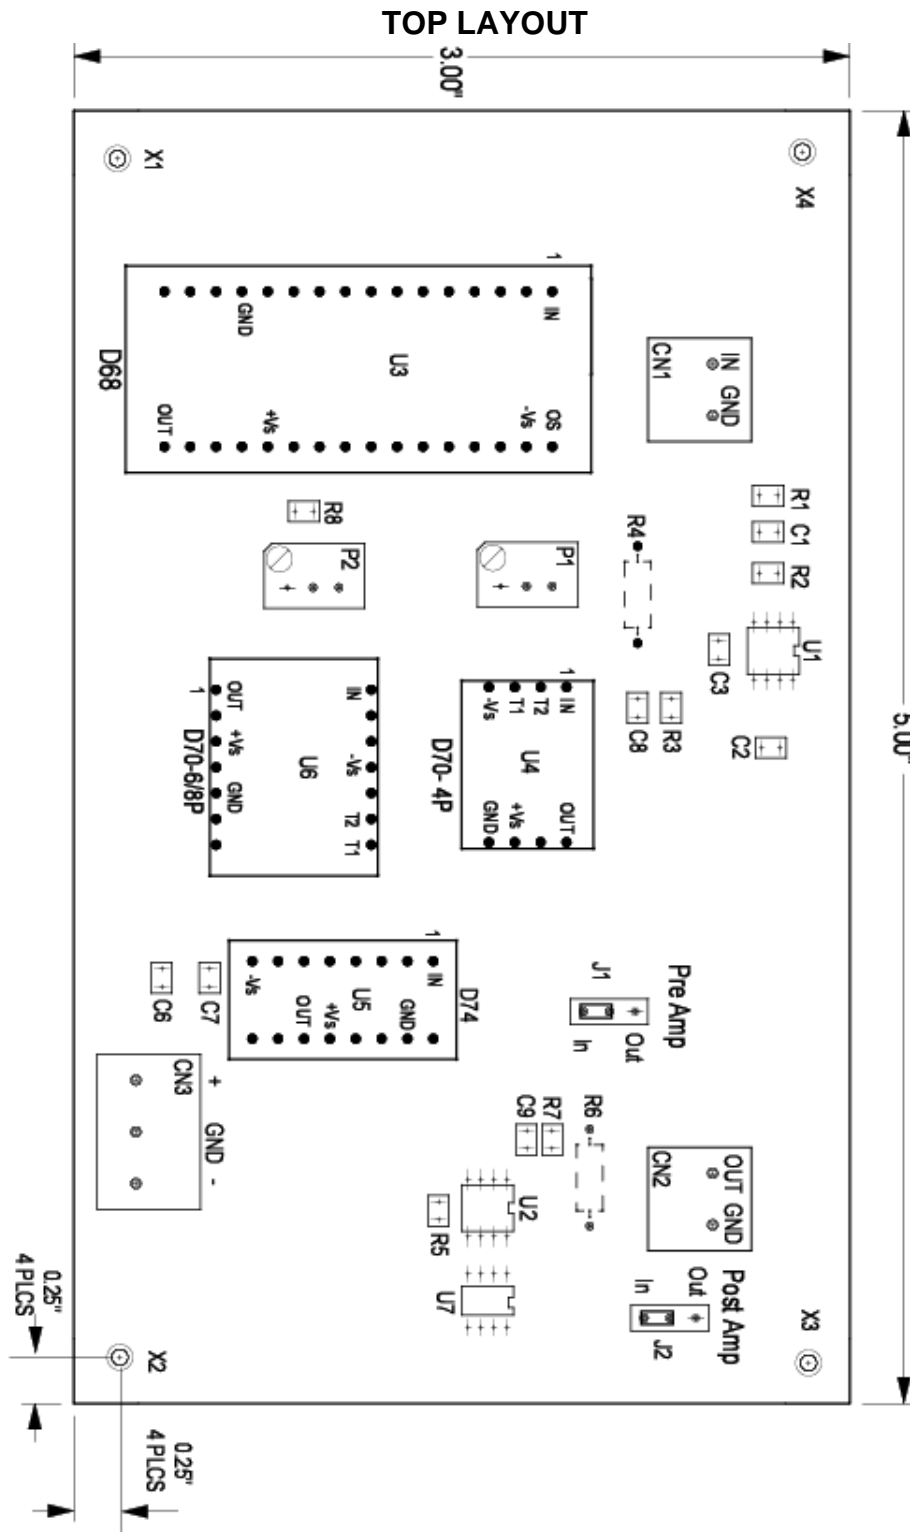 TOP LAYOUT
3.00"
5.00"
X1
X4
1
IN
GND
U3
D68
OUT
+Vs
-Vs
OS
CN1
IN
GND
R1
C1
R2
R8
P2
P1
R4
U1
C3
C8
R3
C2
1
OUT
+Vs
GND
IN
-Vs
T2
T1
U6
D70-6/8P
1
IN
T2
T1
-Vs
U4
OUT
+Vs
GND
D70- 4P
1
IN
-Vs
U5
OUT
+Vs
GND
D74
C6
C7
J1
Pre Amp
In
Out
CN3
+
GND
-
C9
R7
R6
U2
R5
U7
CN2
OUT
GND
In
Out
Post Amp
J2
X3
X2
0.25"
4 PLCS
0.25"
4 PLCS